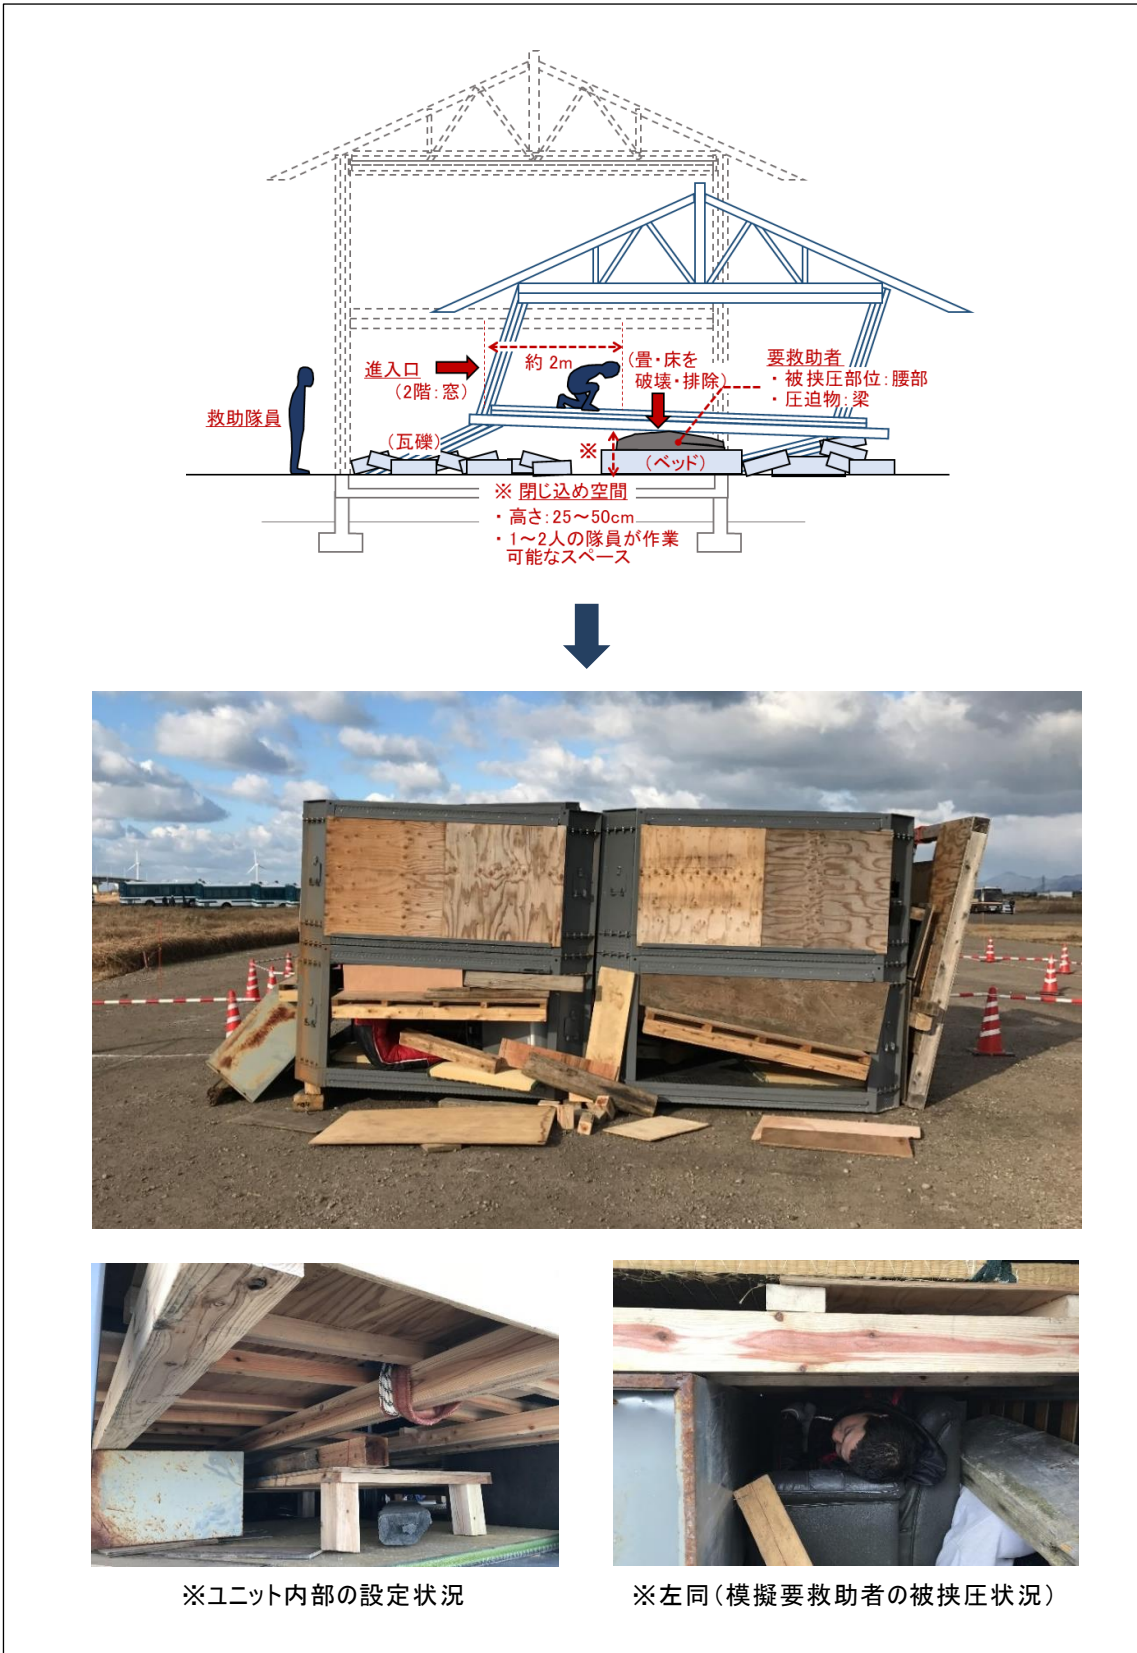 進入口
(2階:窓)
約 2m
(畳・床を
破壊・排除)
要救助者
・被挟圧部位:腰部
・圧迫物:梁
救助隊員
(瓦礫)
※
(ベッド)
※ 閉じ込め空間
・高さ:25~50cm
・1~2人の隊員が作業
可能なスペース
※ユニット内部の設定状況
※左同(模擬要救助者の被挟圧状況)